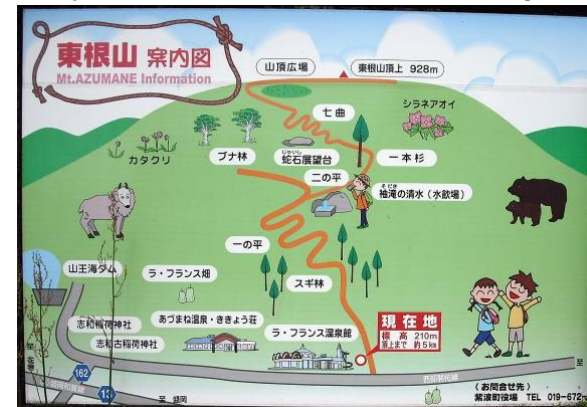 東根山 案内図
Mt.AZUMANE Information
山頂広場
東根山頂上 928m
七曲
シラネアオイ
カタクリ
ブナ林
じゃいし
蛇石展望台
一本杉
二の平
そだき
袖滝の清水（水飲場）
一の平
山王海ダム
ラ・フランス畑
スギ林
志和稲荷神社
志和古稲荷神社
あづまね温泉・ききょう荘
ラ・フランス温泉館
現在地
標高 210m
頂上まで 約5km
162
13
至 盛岡
至
（お問合せ先）
紫波町役場 TEL 019-672-